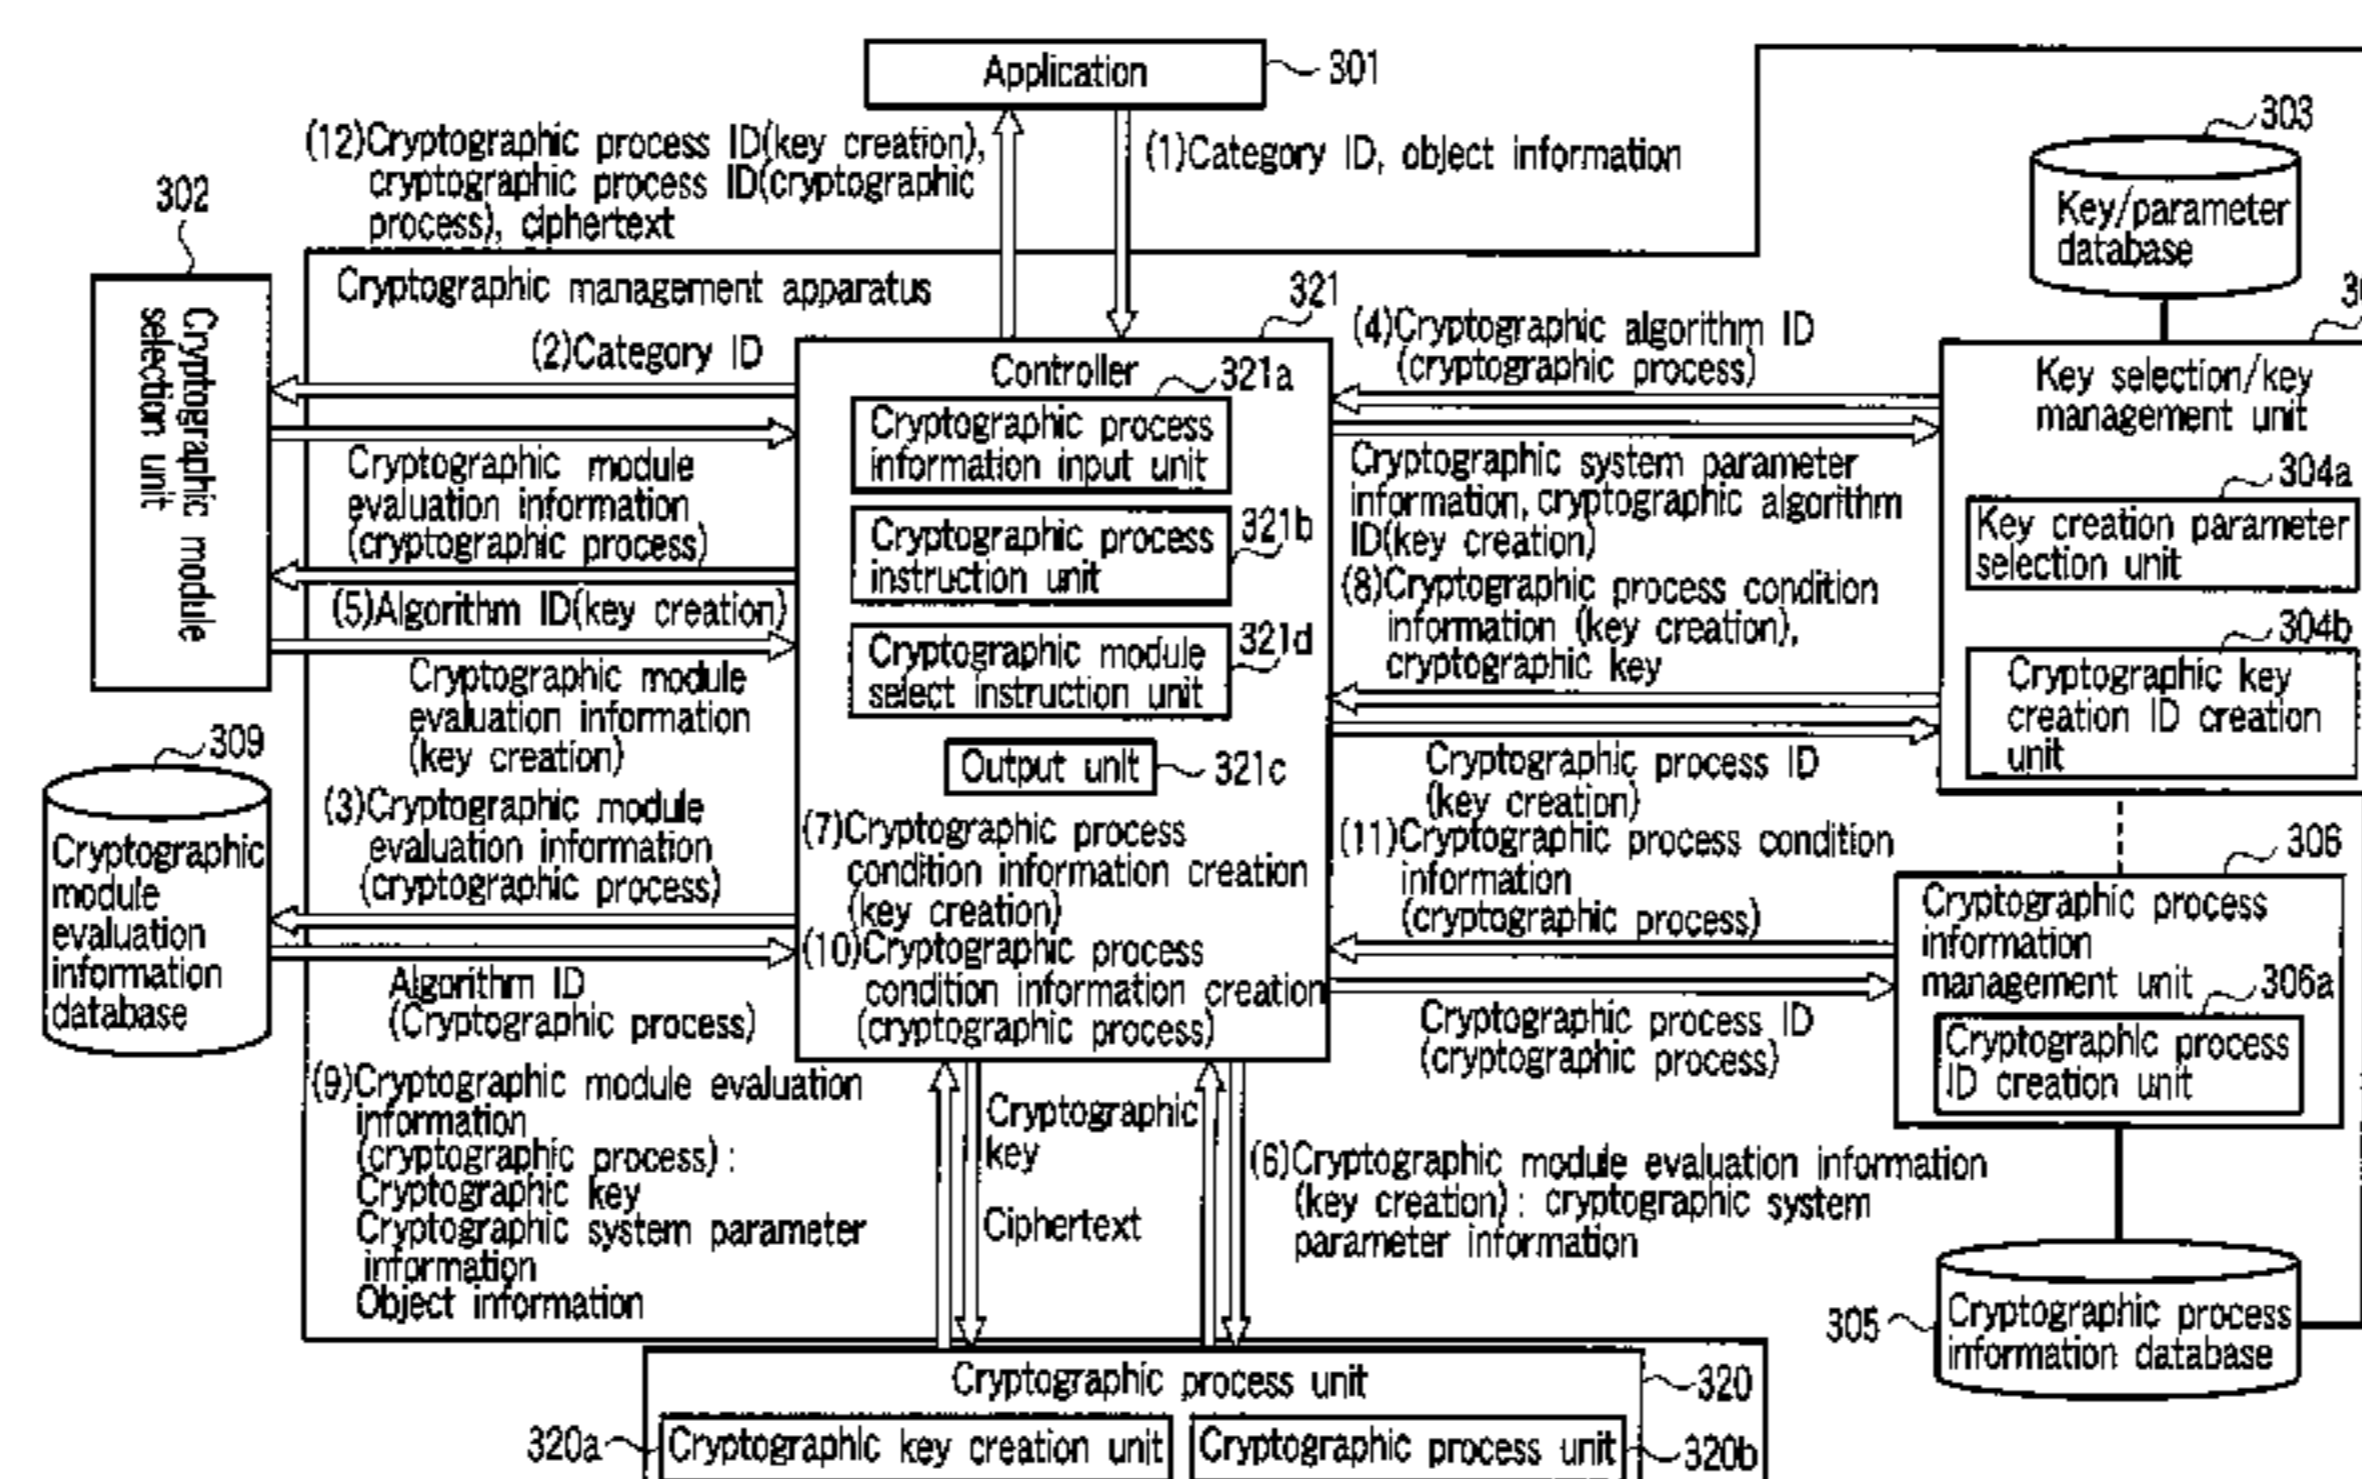 Application
301
(12)Cryptographic process ID(key creation),
cryptographic process ID(cryptographic
process), ciphertext
(1)Category ID, object information
303
Key/parameter
database
302
Cryptographic module
selection unit
Cryptographic management apparatus
(2)Category ID
Cryptographic module
evaluation information
(cryptographic process)
(5)Algorithm ID(key creation)
Cryptographic module
evaluation information
(key creation)
309
Cryptographic
module
evaluation
information
database
(3)Cryptographic module
evaluation information
(cryptographic process)
Algorithm ID
(Cryptographic process)
321
Controller
321a
Cryptographic process
information input unit
321b
Cryptographic process
instruction unit
321d
Cryptographic module
select instruction unit
Output unit
321c
(7)Cryptographic process
condition information creation
(key creation)
(10)Cryptographic process
condition information creation
(cryptographic process)
(4)Cryptographic algorithm ID
(cryptographic process)
Cryptographic system parameter
information, cryptographic algorithm
ID(key creation)
(8)Cryptographic process condition
information (key creation),
cryptographic key
Cryptographic process ID
(key creation)
(11)Cryptographic process condition
information
(cryptographic process)
Cryptographic process ID
(cryptographic process)
Key selection/key
management unit
304a
Key creation parameter
selection unit
304b
Cryptographic key
creation ID creation
unit
306
Cryptographic process
information
management unit
306a
Cryptographic process
ID creation unit
(9)Cryptographic module evaluation
information
(cryptographic process) :
Cryptographic key
Cryptographic system parameter
information
Object information
Cryptographic
key
Ciphertext
(6)Cryptographic module evaluation information
(key creation) : cryptographic system
parameter information
305
Cryptographic process
information database
Cryptographic process unit
320
320a
Cryptographic key creation unit
Cryptographic process unit
320b